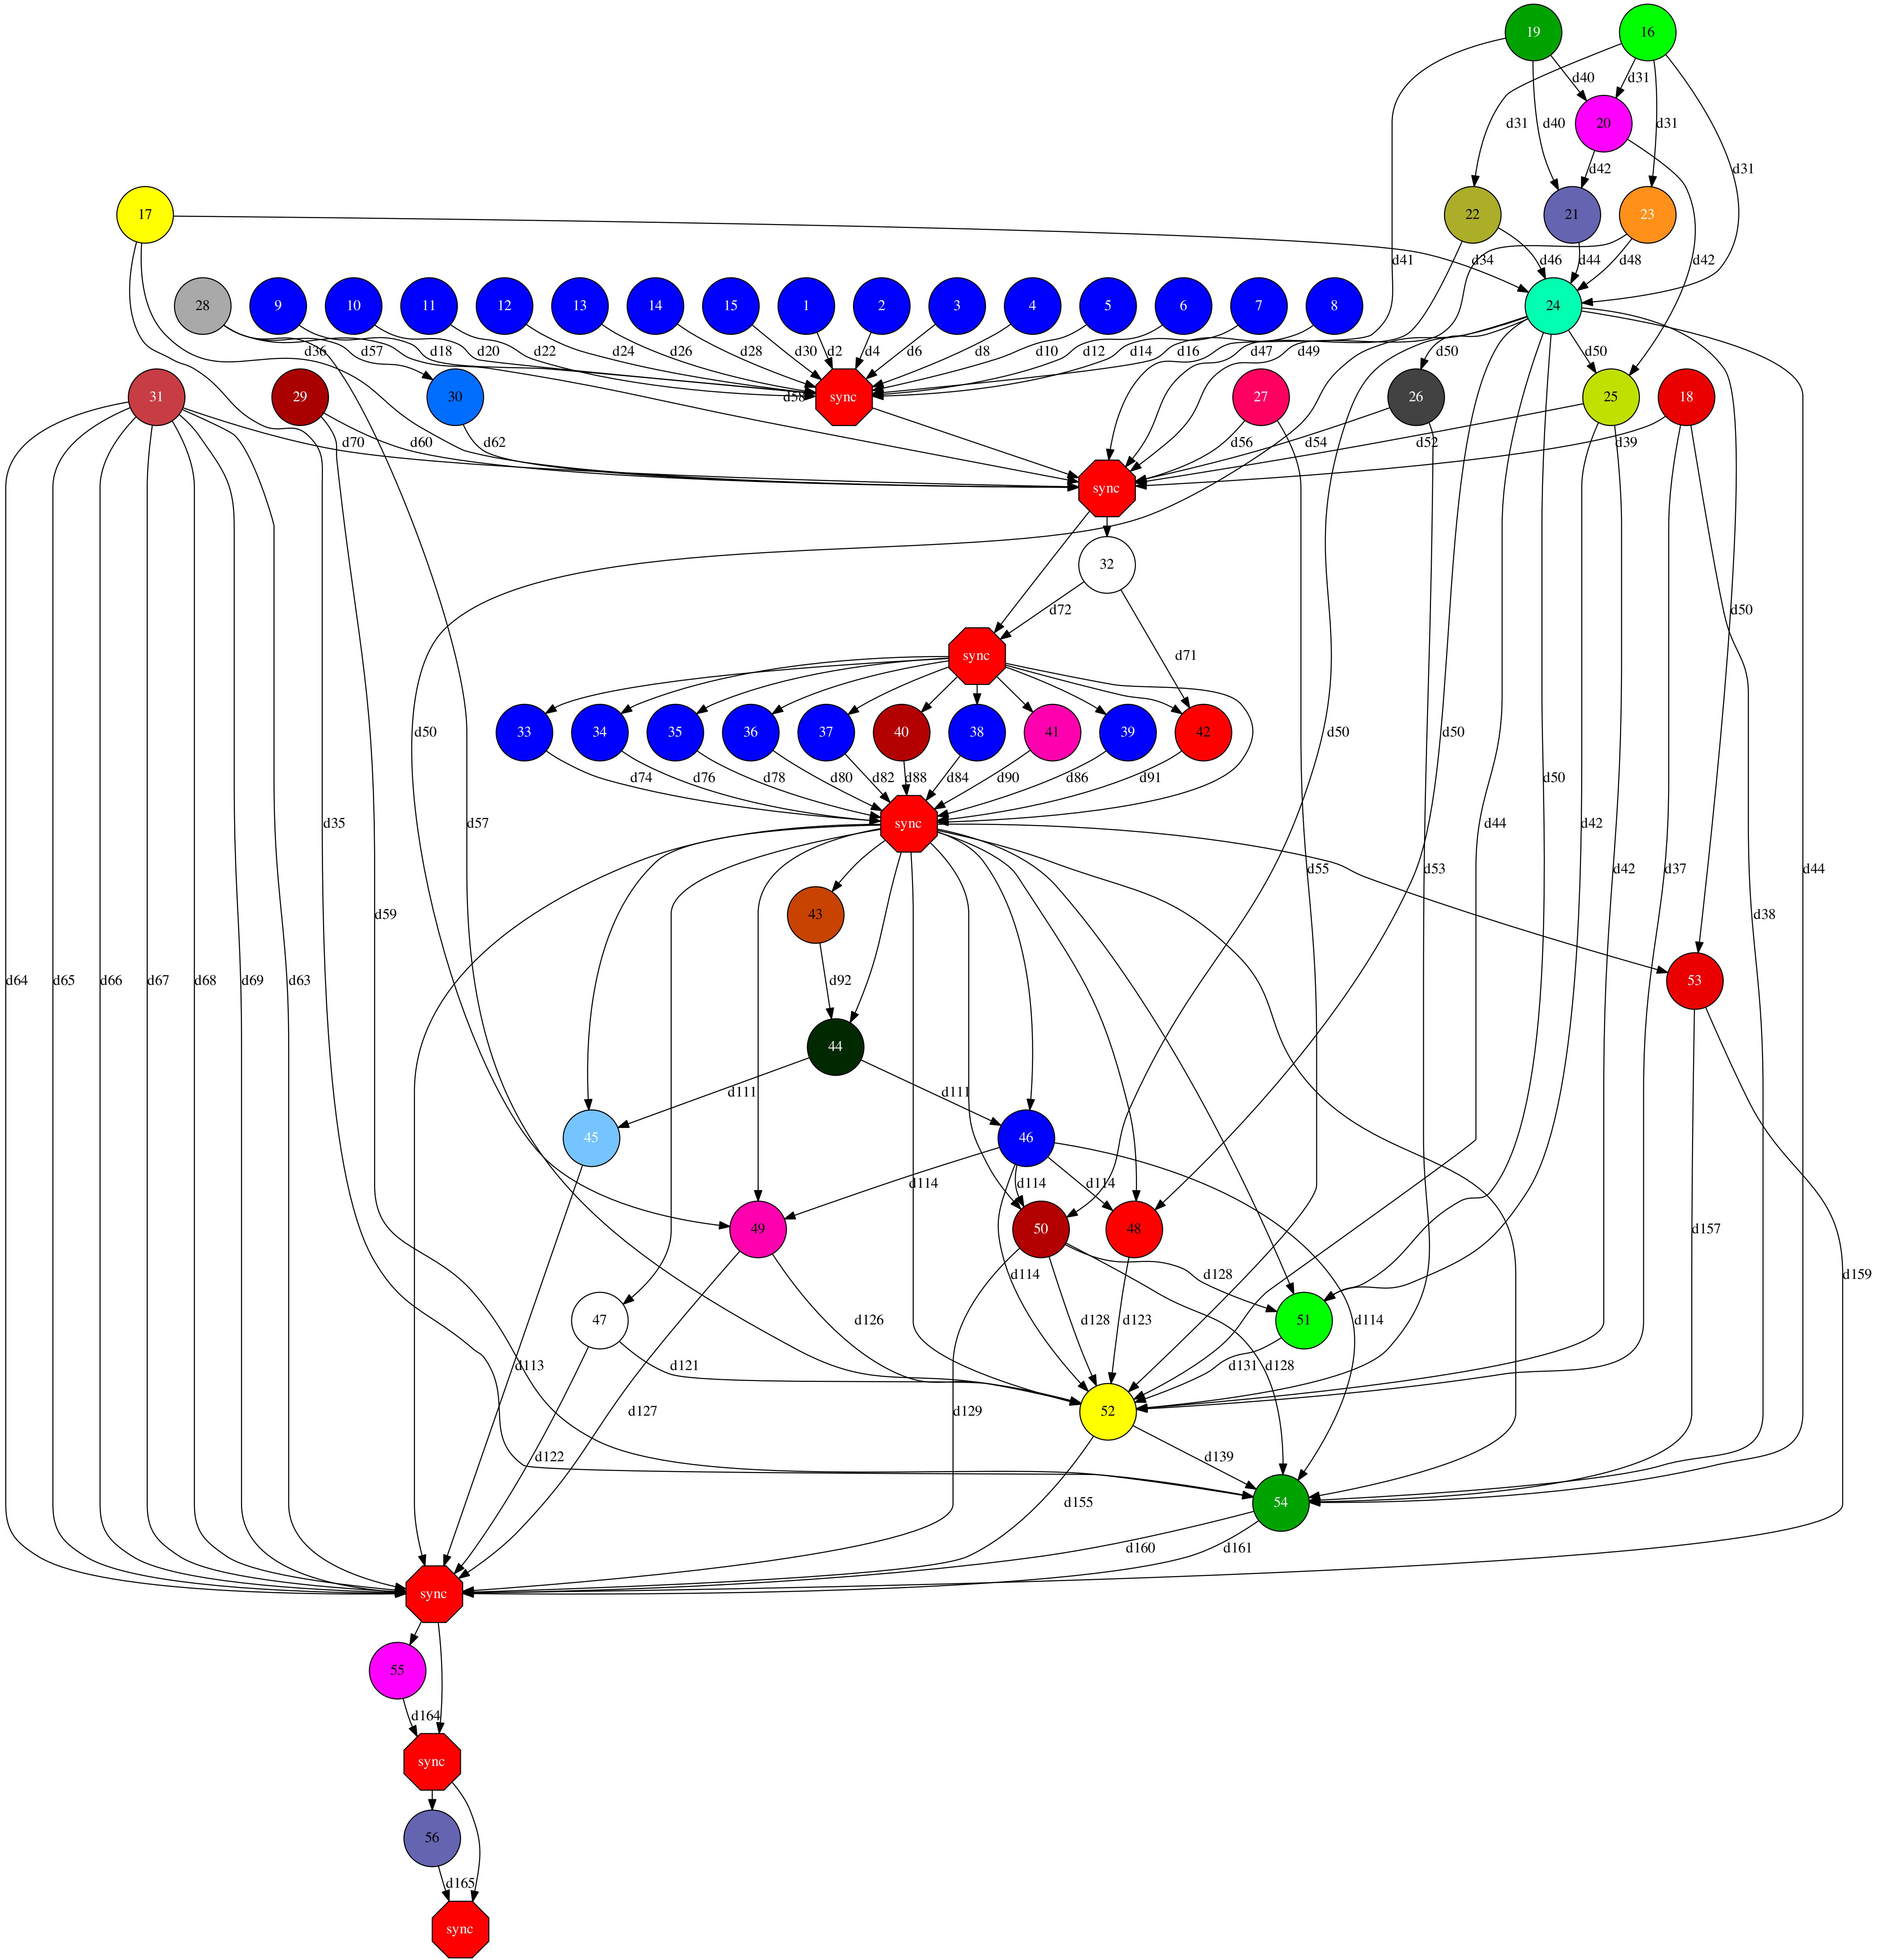 19 16
d40 d31
d31 d40 20 d31
d42 d31
17 22 21 23
d41 d34 d46 d44 d48 d42
28 9 10 11 12 13 14 15 1 2 3 4 5 6 7 8 24
d36 d57 d18 d20 d22 d24 d26 d28 d30 d2 d4 d6 d8 d10 d12 d14 d16 d47 d49 d50 d50
31 29 30 d58 sync 27 26 25 18
d70 d60 d62 d56 d54 d52 d39
sync
32
d72 d50
sync d71
33 34 35 36 37 40 38 41 39 42
d50 d50 d50
d74 d76 d78 d80 d82 d88 d84 d90 d86 d91 d50
d35 d57 sync d44 d42
d55 d53 d42 d37
d59 43 d38
d64 d65 d66 d67 d68 d69 d63 d92 53
44
d111 d111
45 46
d114 d114 d114
49 50 48 d157
d114 d128 d159
47 d126 d128 d123 51 d114
d113 d121 d131 d128
d127 d129 52
d122 d139
d155 54
d160 d161
sync
55
d164
sync
56
d165
sync